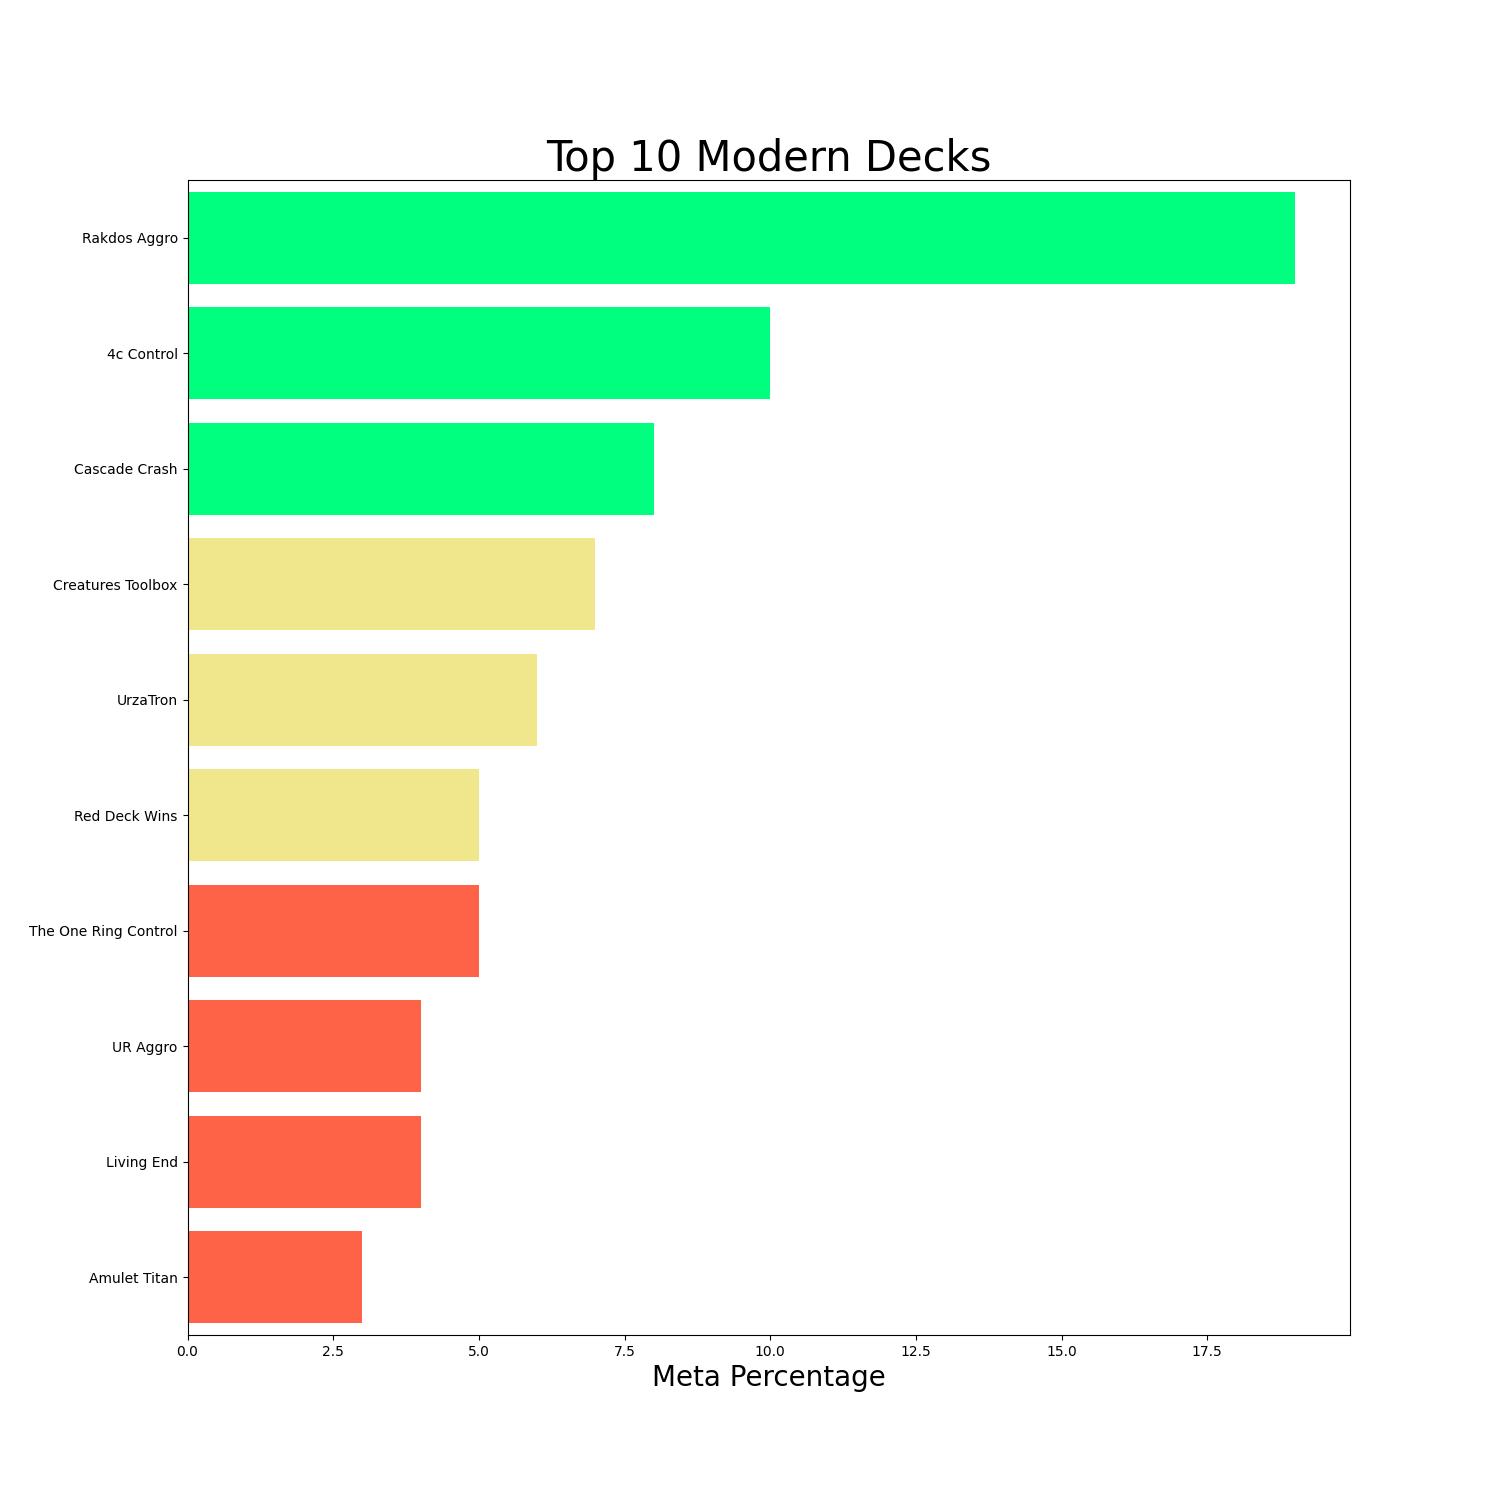 Top 10 Modern Decks
Rakdos Aggro
4c Control
Cascade Crash
Creatures Toolbox
UrzaTron
Red Deck Wins
The One Ring Control
UR Aggro
Living End
Amulet Titan
0.0 2.5 5.0 7.5 10.0 12.5 15.0 17.5
Meta Percentage